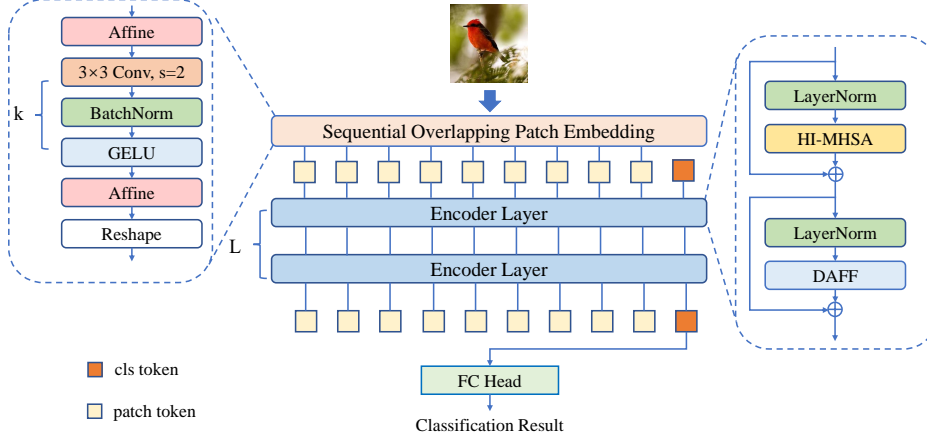 Affine
3×3 Conv, s=2
k
BatchNorm
GELU
Affine
Reshape
Sequential Overlapping Patch Embedding
Encoder Layer
L
Encoder Layer
LayerNorm
HI-MHSA
LayerNorm
DAFF
cls token
patch token
FC Head
Classification Result